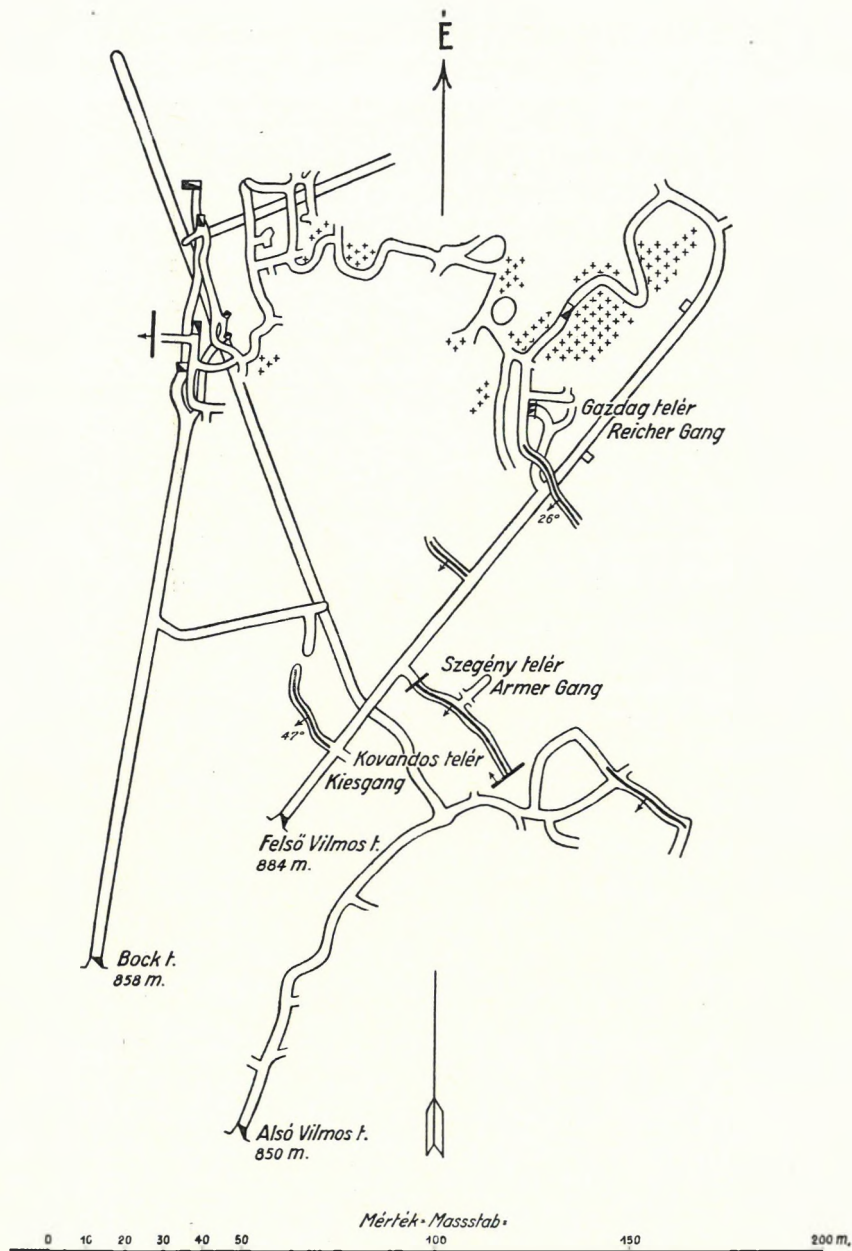 É
Gazdag telér
Reicher Gang
26°
Szegény telér
Armer Gang
47°
Kovandos telér
Kiesgang
Felső Vilmos t.
884 m.
Bock t.
858 m.
Alsó Vilmos t.
850 m.
Mérték - Massstab:
0 10 20 30 40 50 100 150 200 m.